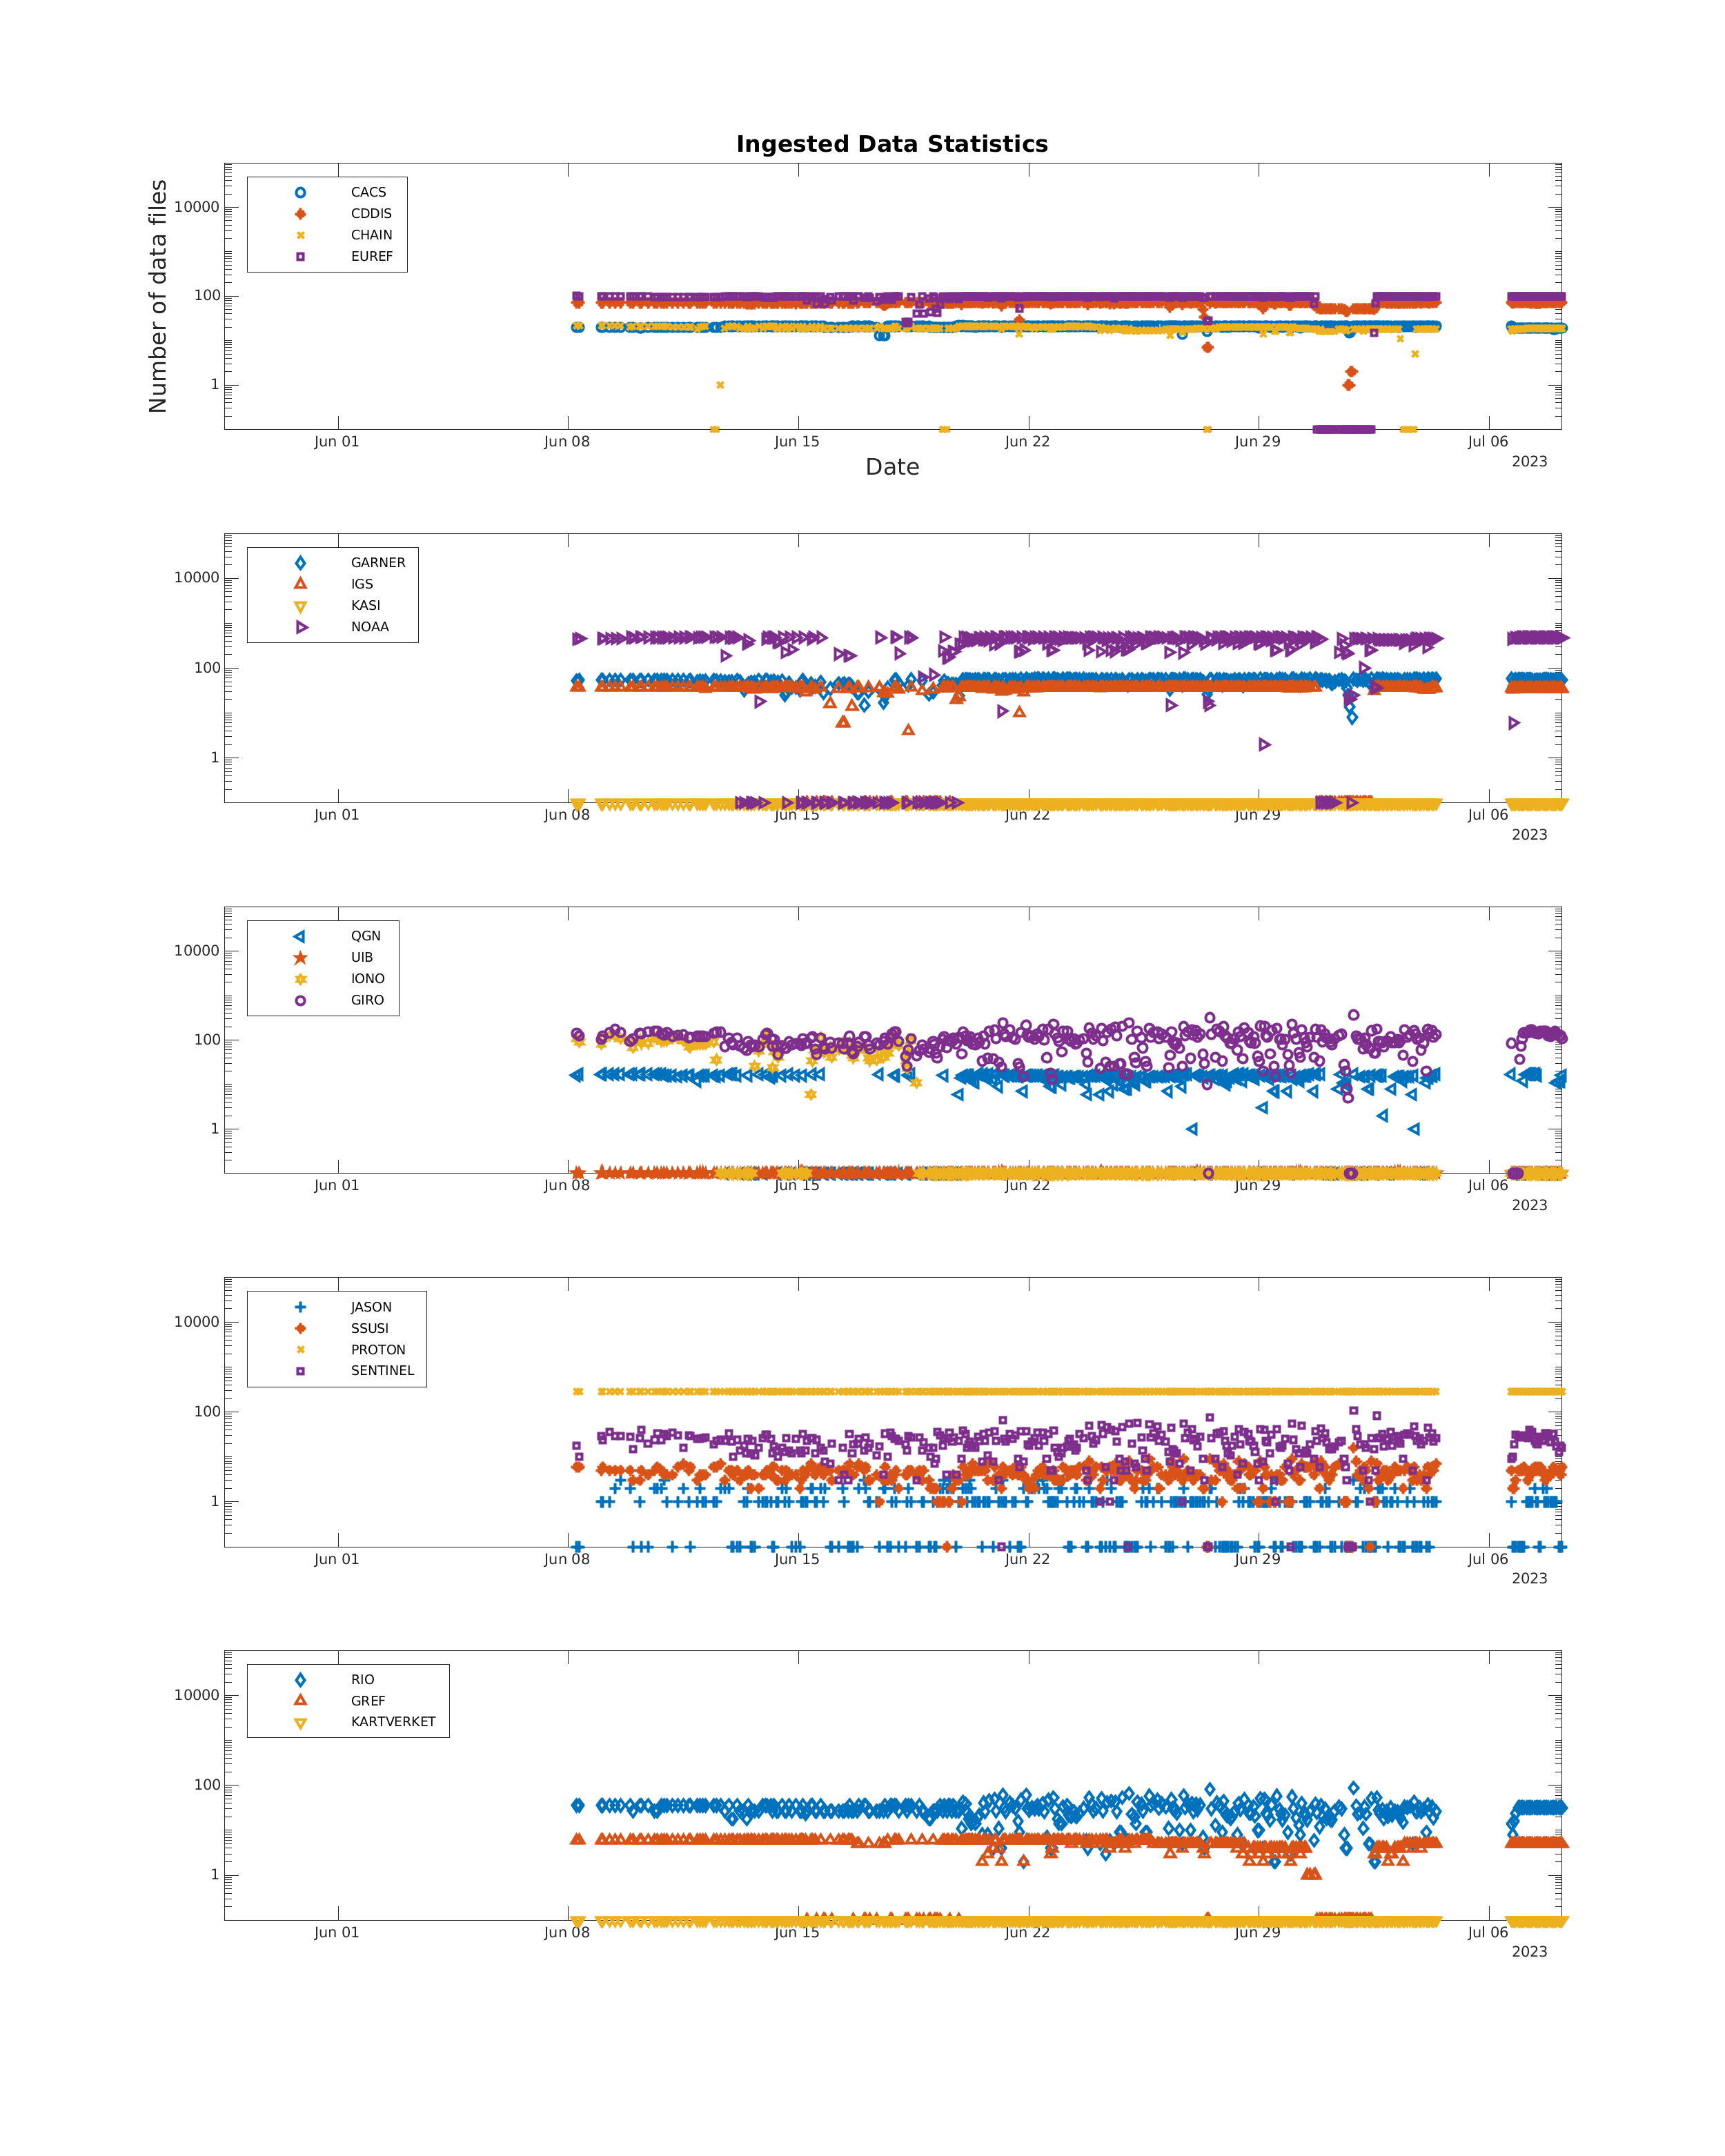 Ingested Data Statistics
Number of data files
CACS
CDDIS
CHAIN
EUREF
10000
100
1
Jun 01 Jun 08 Jun 15 Jun 22 Jun 29 Jul 06
2023
Date
GARNER
IGS
KASI
NOAA
10000
100
1
Jun 01 Jun 08 Jun 15 Jun 22 Jun 29 Jul 06
2023
QGN
UIB
IONO
GIRO
10000
100
1
Jun 01 Jun 08 Jun 15 Jun 22 Jun 29 Jul 06
2023
JASON
SSUSI
PROTON
SENTINEL
10000
100
1
Jun 01 Jun 08 Jun 15 Jun 22 Jun 29 Jul 06
2023
RIO
GREF
KARTVERKET
10000
100
1
Jun 01 Jun 08 Jun 15 Jun 22 Jun 29 Jul 06
2023